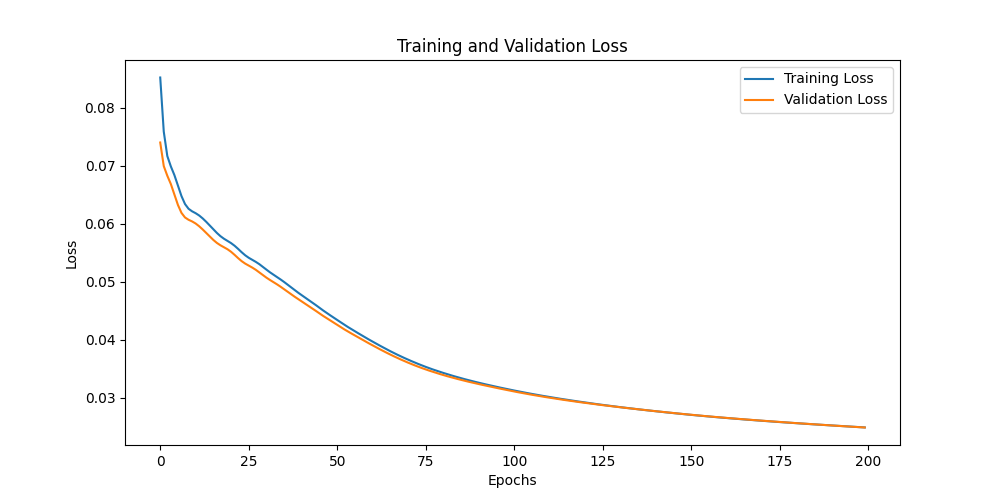 Training and Validation Loss
Training Loss
Validation Loss
0.08
0.07
0.06
0.05
0.04
0.03
Loss
0 25 50 75 100 125 150 175 200
Epochs